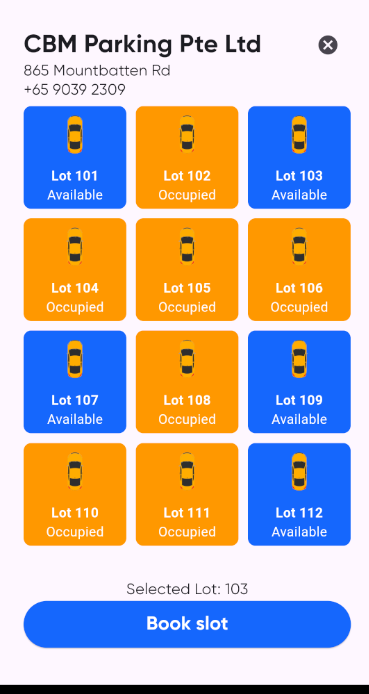 CBM Parking Pte Ltd
865 Mountbatten Rd
+65 9039 2309
Lot 101
Available
Lot 102
Occupied
Lot 103
Available
Lot 104
Occupied
Lot 105
Occupied
Lot 106
Occupied
Lot 107
Available
Lot 108
Occupied
Lot 109
Available
Lot 110
Occupied
Lot 111
Occupied
Lot 112
Available
Selected Lot: 103
Book slot